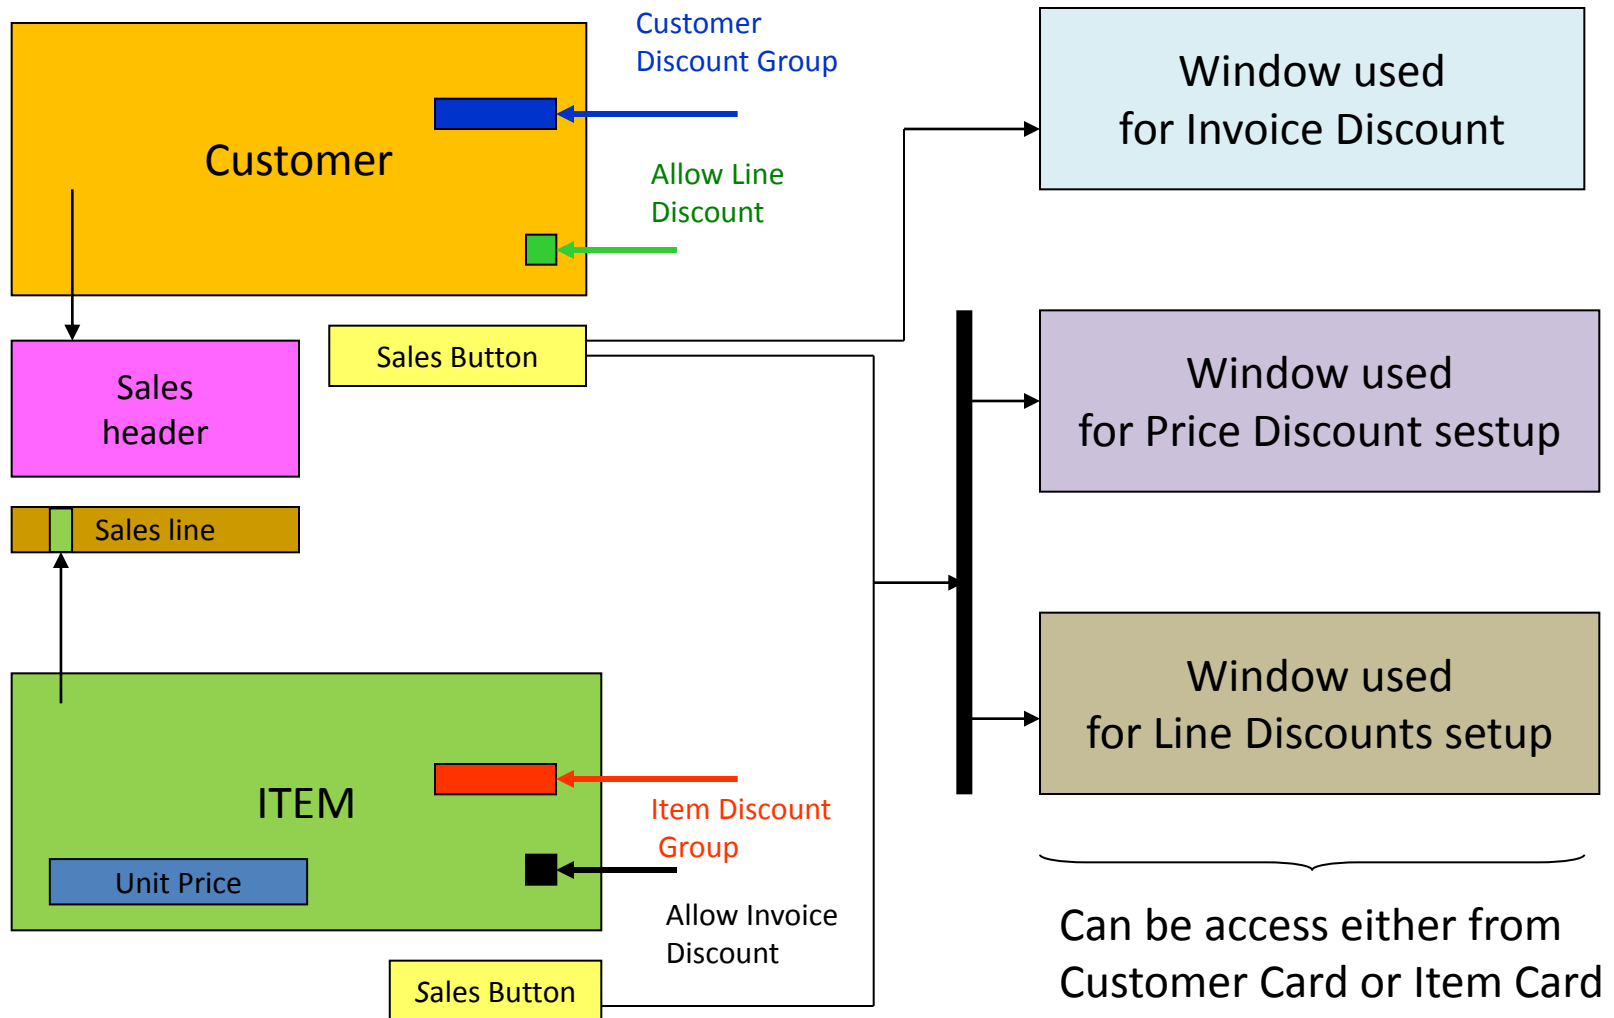 Customer
Discount Group
Customer
Allow Line
Discount
Window used
for Invoice Discount
Sales Button
Sales
header
Window used
for Price Discount sestup
Sales line
Window used
for Line Discounts setup
ITEM
Item Discount
Group
Unit Price
Allow Invoice
Discount
Sales Button
Can be access either from
Customer Card or Item Card